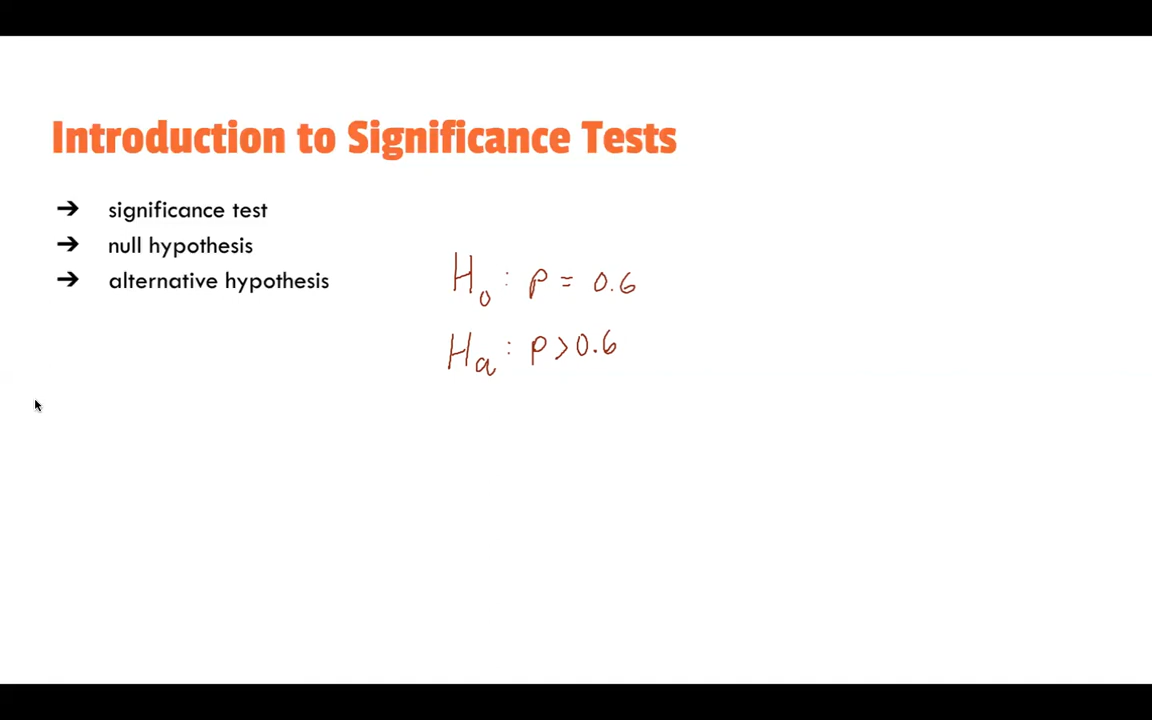 Introduction to Significance Tests
➔ significance test
➔ null hypothesis
➔ alternative hypothesis
H₀ : p = 0.6
Hₐ : p > 0.6